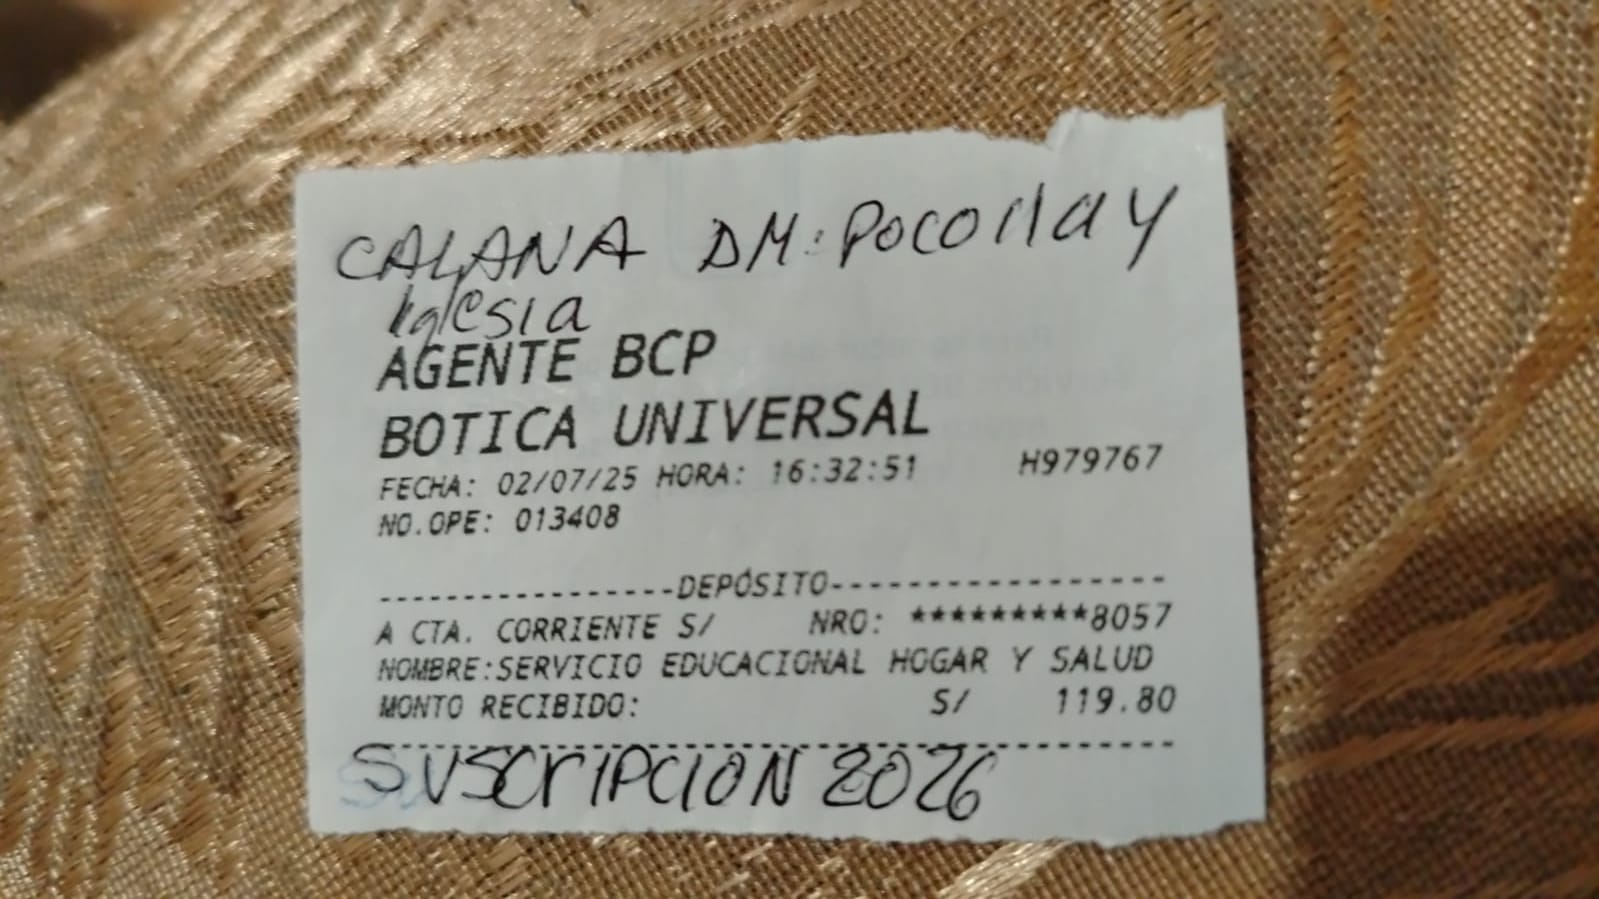 CALANA DM: Pocollay
Iglesia
AGENTE BCP
BOTICA UNIVERSAL
FECHA: 02/07/25 HORA: 16:32:51 H979767
NO.OPE: 013408
-----------------DEPÓSITO-----------------
A CTA. CORRIENTE S/ NRO: *********8057
NOMBRE:SERVICIO EDUCACIONAL HOGAR Y SALUD
MONTO RECIBIDO: S/ 119.80
SUSCRIPCION 2026